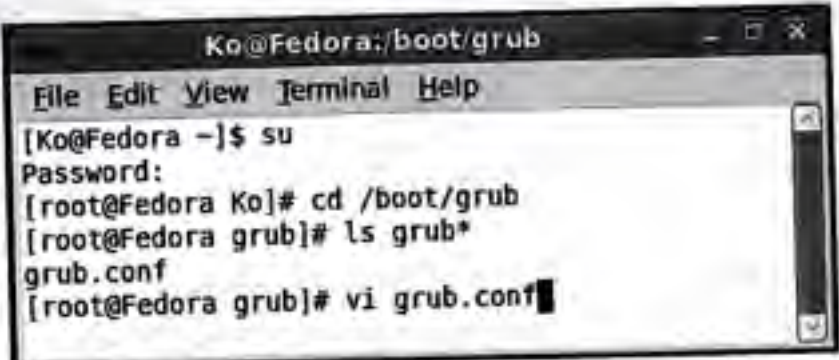 Ko@Fedora:/boot/grub
File Edit View Terminal Help
[Ko@Fedora ~]$ su
Password:
[root@Fedora Ko]# cd /boot/grub
[root@Fedora grub]# ls grub*
grub.conf
[root@Fedora grub]# vi grub.conf